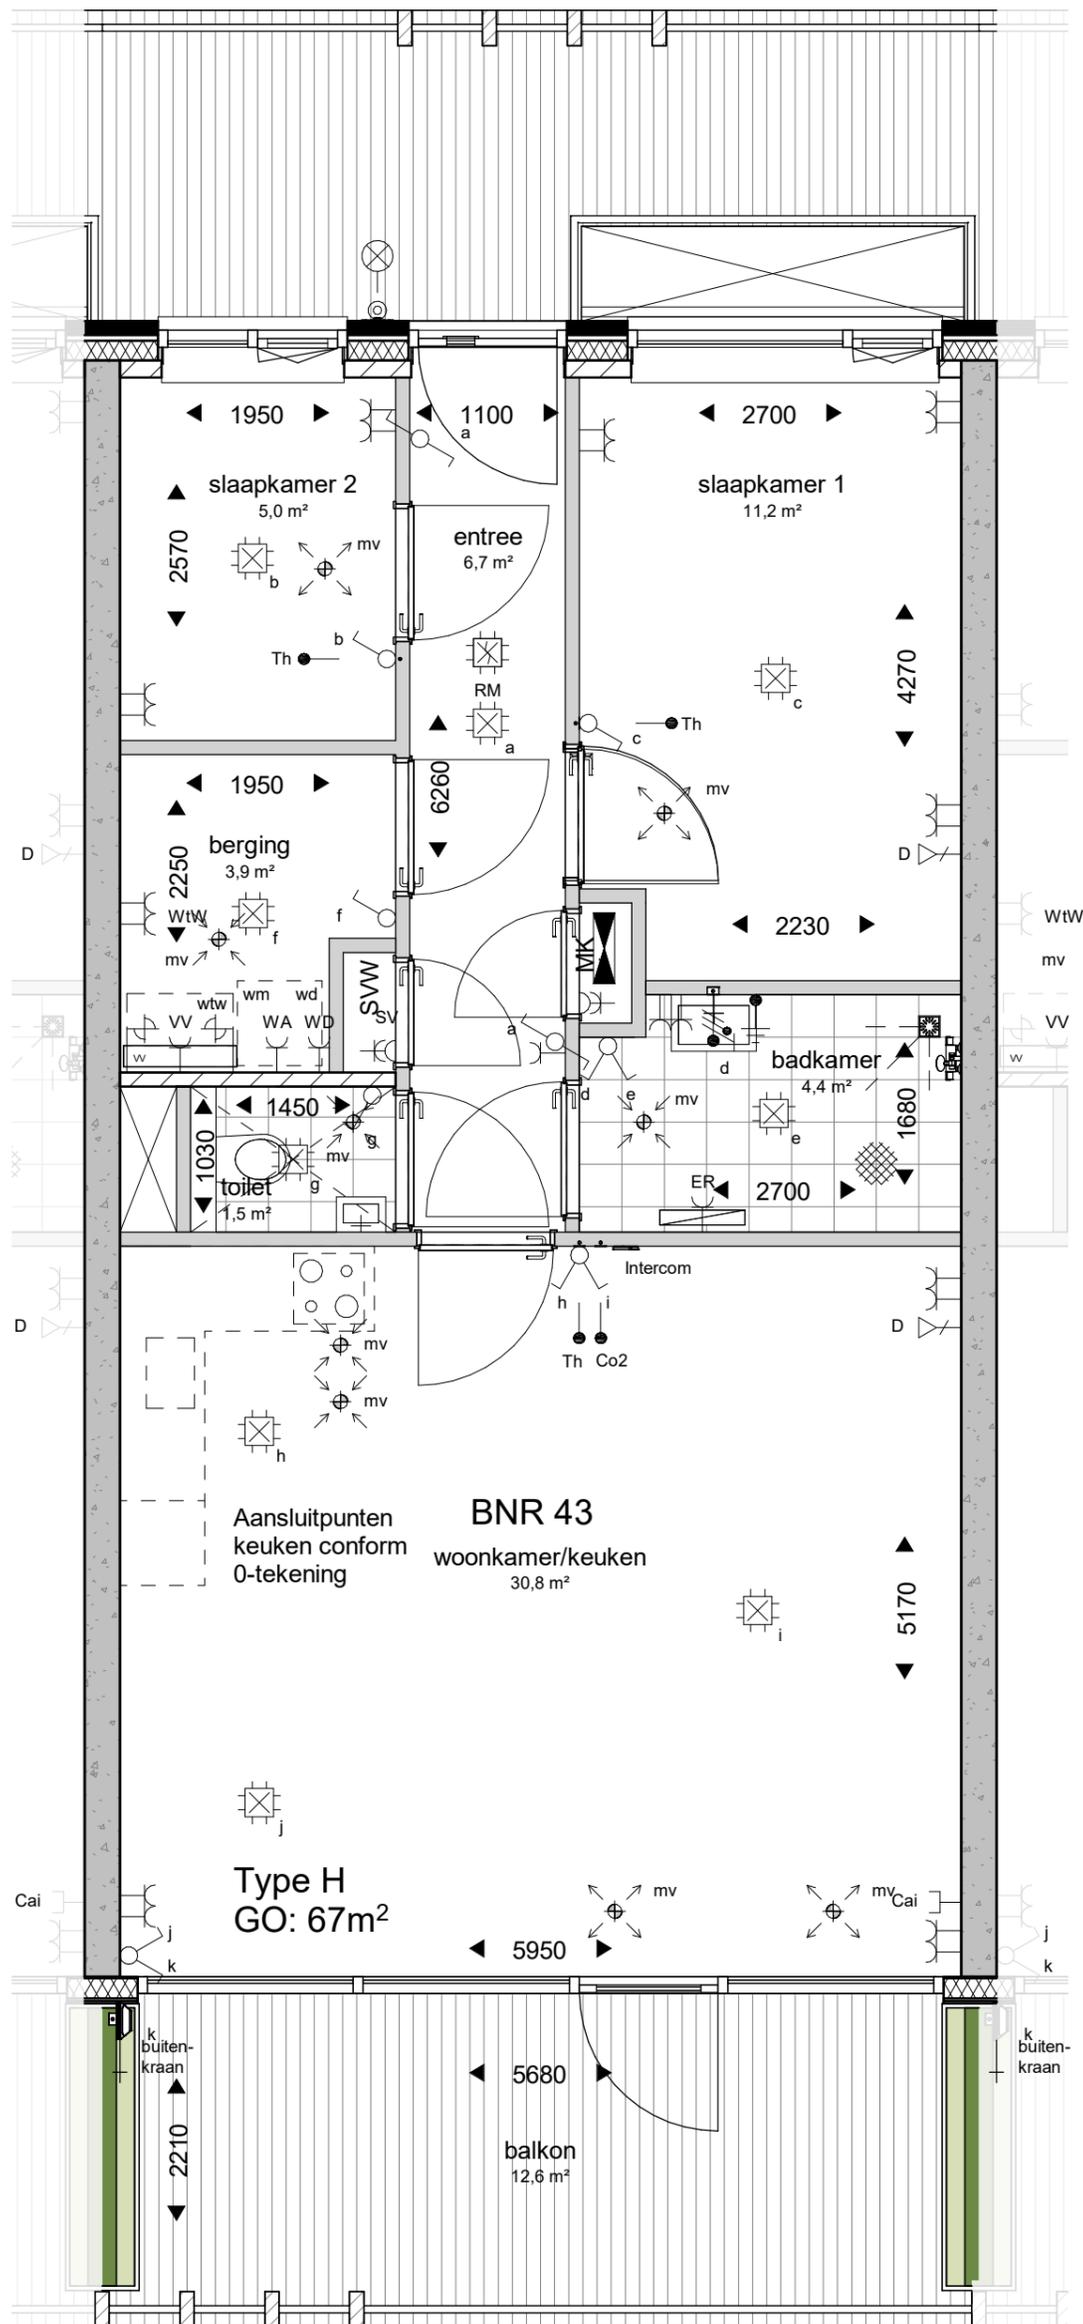 1950
1100
2700
a
slaapkamer 2
5,0 m²
slaapkamer 1
11,2 m²
entree
6,7 m²
2570
mv
b
b
Th
4270
RM
c
Th
c
a
1950
6260
mv
berging
3,9 m²
2250
D
D
WtW
f
f
mv
2230
WtW
mv
MK
SVW
wtw
wm
wd
VV
WA
WD
SV
a
VV
w
w
badkamer
4,4 m²
d
d
e
mv
e
1680
1450
1030
g
mv
g
toilet
1,5 m²
ER
2700
Intercom
h
i
D
D
Th
Co2
mv
mv
h
BNR 43
Aansluitpunten
keuken conform
0-tekening
woonkamer/keuken
30,8 m²
5170
i
j
Type H
GO: 67m²
Cai
mv
mv
Cai
j
k
5950
j
k
k
buiten-
kraan
k
buiten-
kraan
5680
2210
balkon
12,6 m²